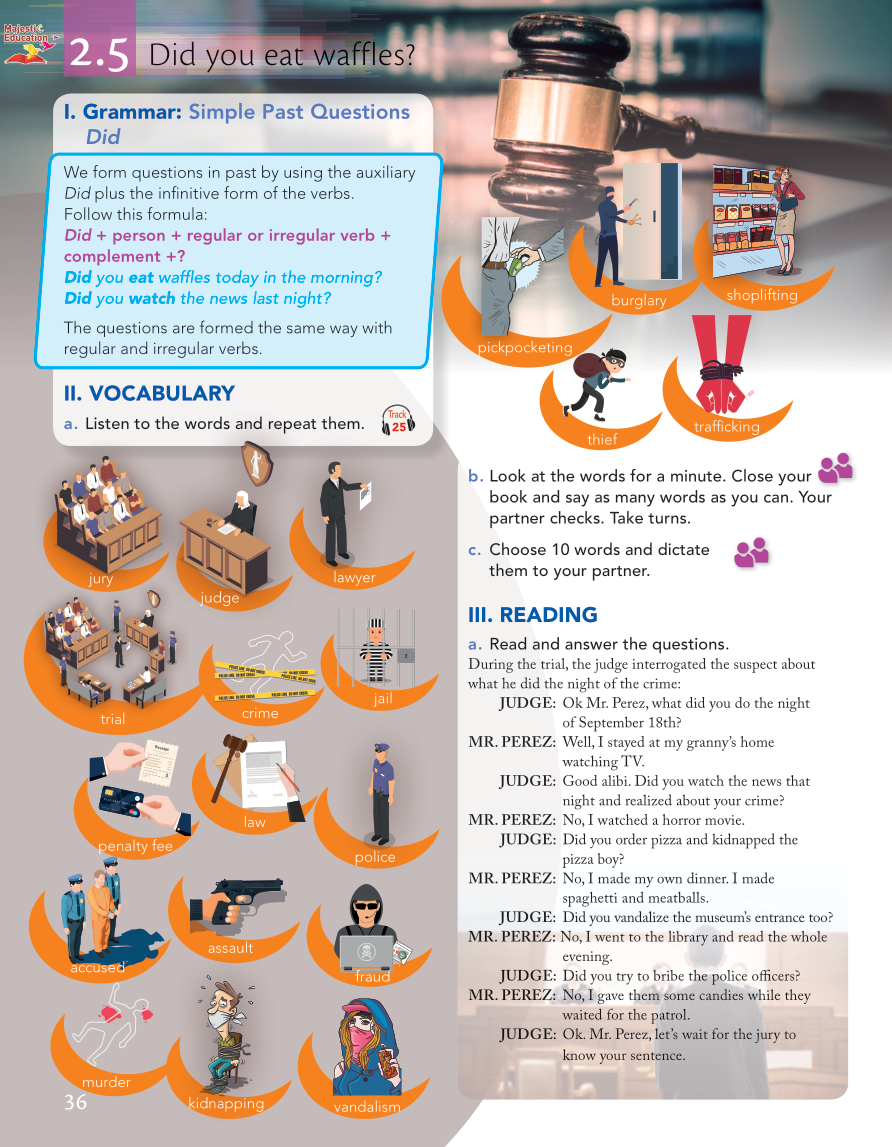 Majestic
Education
2.5 Did you eat waffles?
I. Grammar: Simple Past Questions
Did
We form questions in past by using the auxiliary
Did plus the infinitive form of the verbs.
Follow this formula:
Did + person + regular or irregular verb +
complement +?
Did you eat waffles today in the morning?
Did you watch the news last night?
The questions are formed the same way with
regular and irregular verbs.
II. VOCABULARY
a. Listen to the words and repeat them.
Track
25
jury
judge
lawyer
trial
crime
jail
penalty fee
law
police
accused
assault
fraud
murder
kidnapping
vandalism
36
pickpocketing
burglary
shoplifting
thief
trafficking
b. Look at the words for a minute. Close your
book and say as many words as you can. Your
partner checks. Take turns.
c. Choose 10 words and dictate
them to your partner.
III. READING
a. Read and answer the questions.
During the trial, the judge interrogated the suspect about
what he did the night of the crime:
JUDGE: Ok Mr. Perez, what did you do the night
of September 18th?
MR. PEREZ: Well, I stayed at my granny's home
watching TV.
JUDGE: Good alibi. Did you watch the news that
night and realized about your crime?
MR. PEREZ: No, I watched a horror movie.
JUDGE: Did you order pizza and kidnapped the
pizza boy?
MR. PEREZ: No, I made my own dinner. I made
spaghetti and meatballs.
JUDGE: Did you vandalize the museum's entrance too?
MR. PEREZ: No, I went to the library and read the whole
evening.
JUDGE: Did you try to bribe the police officers?
MR. PEREZ: No, I gave them some candies while they
waited for the patrol.
JUDGE: Ok. Mr. Perez, let's wait for the jury to
know your sentence.